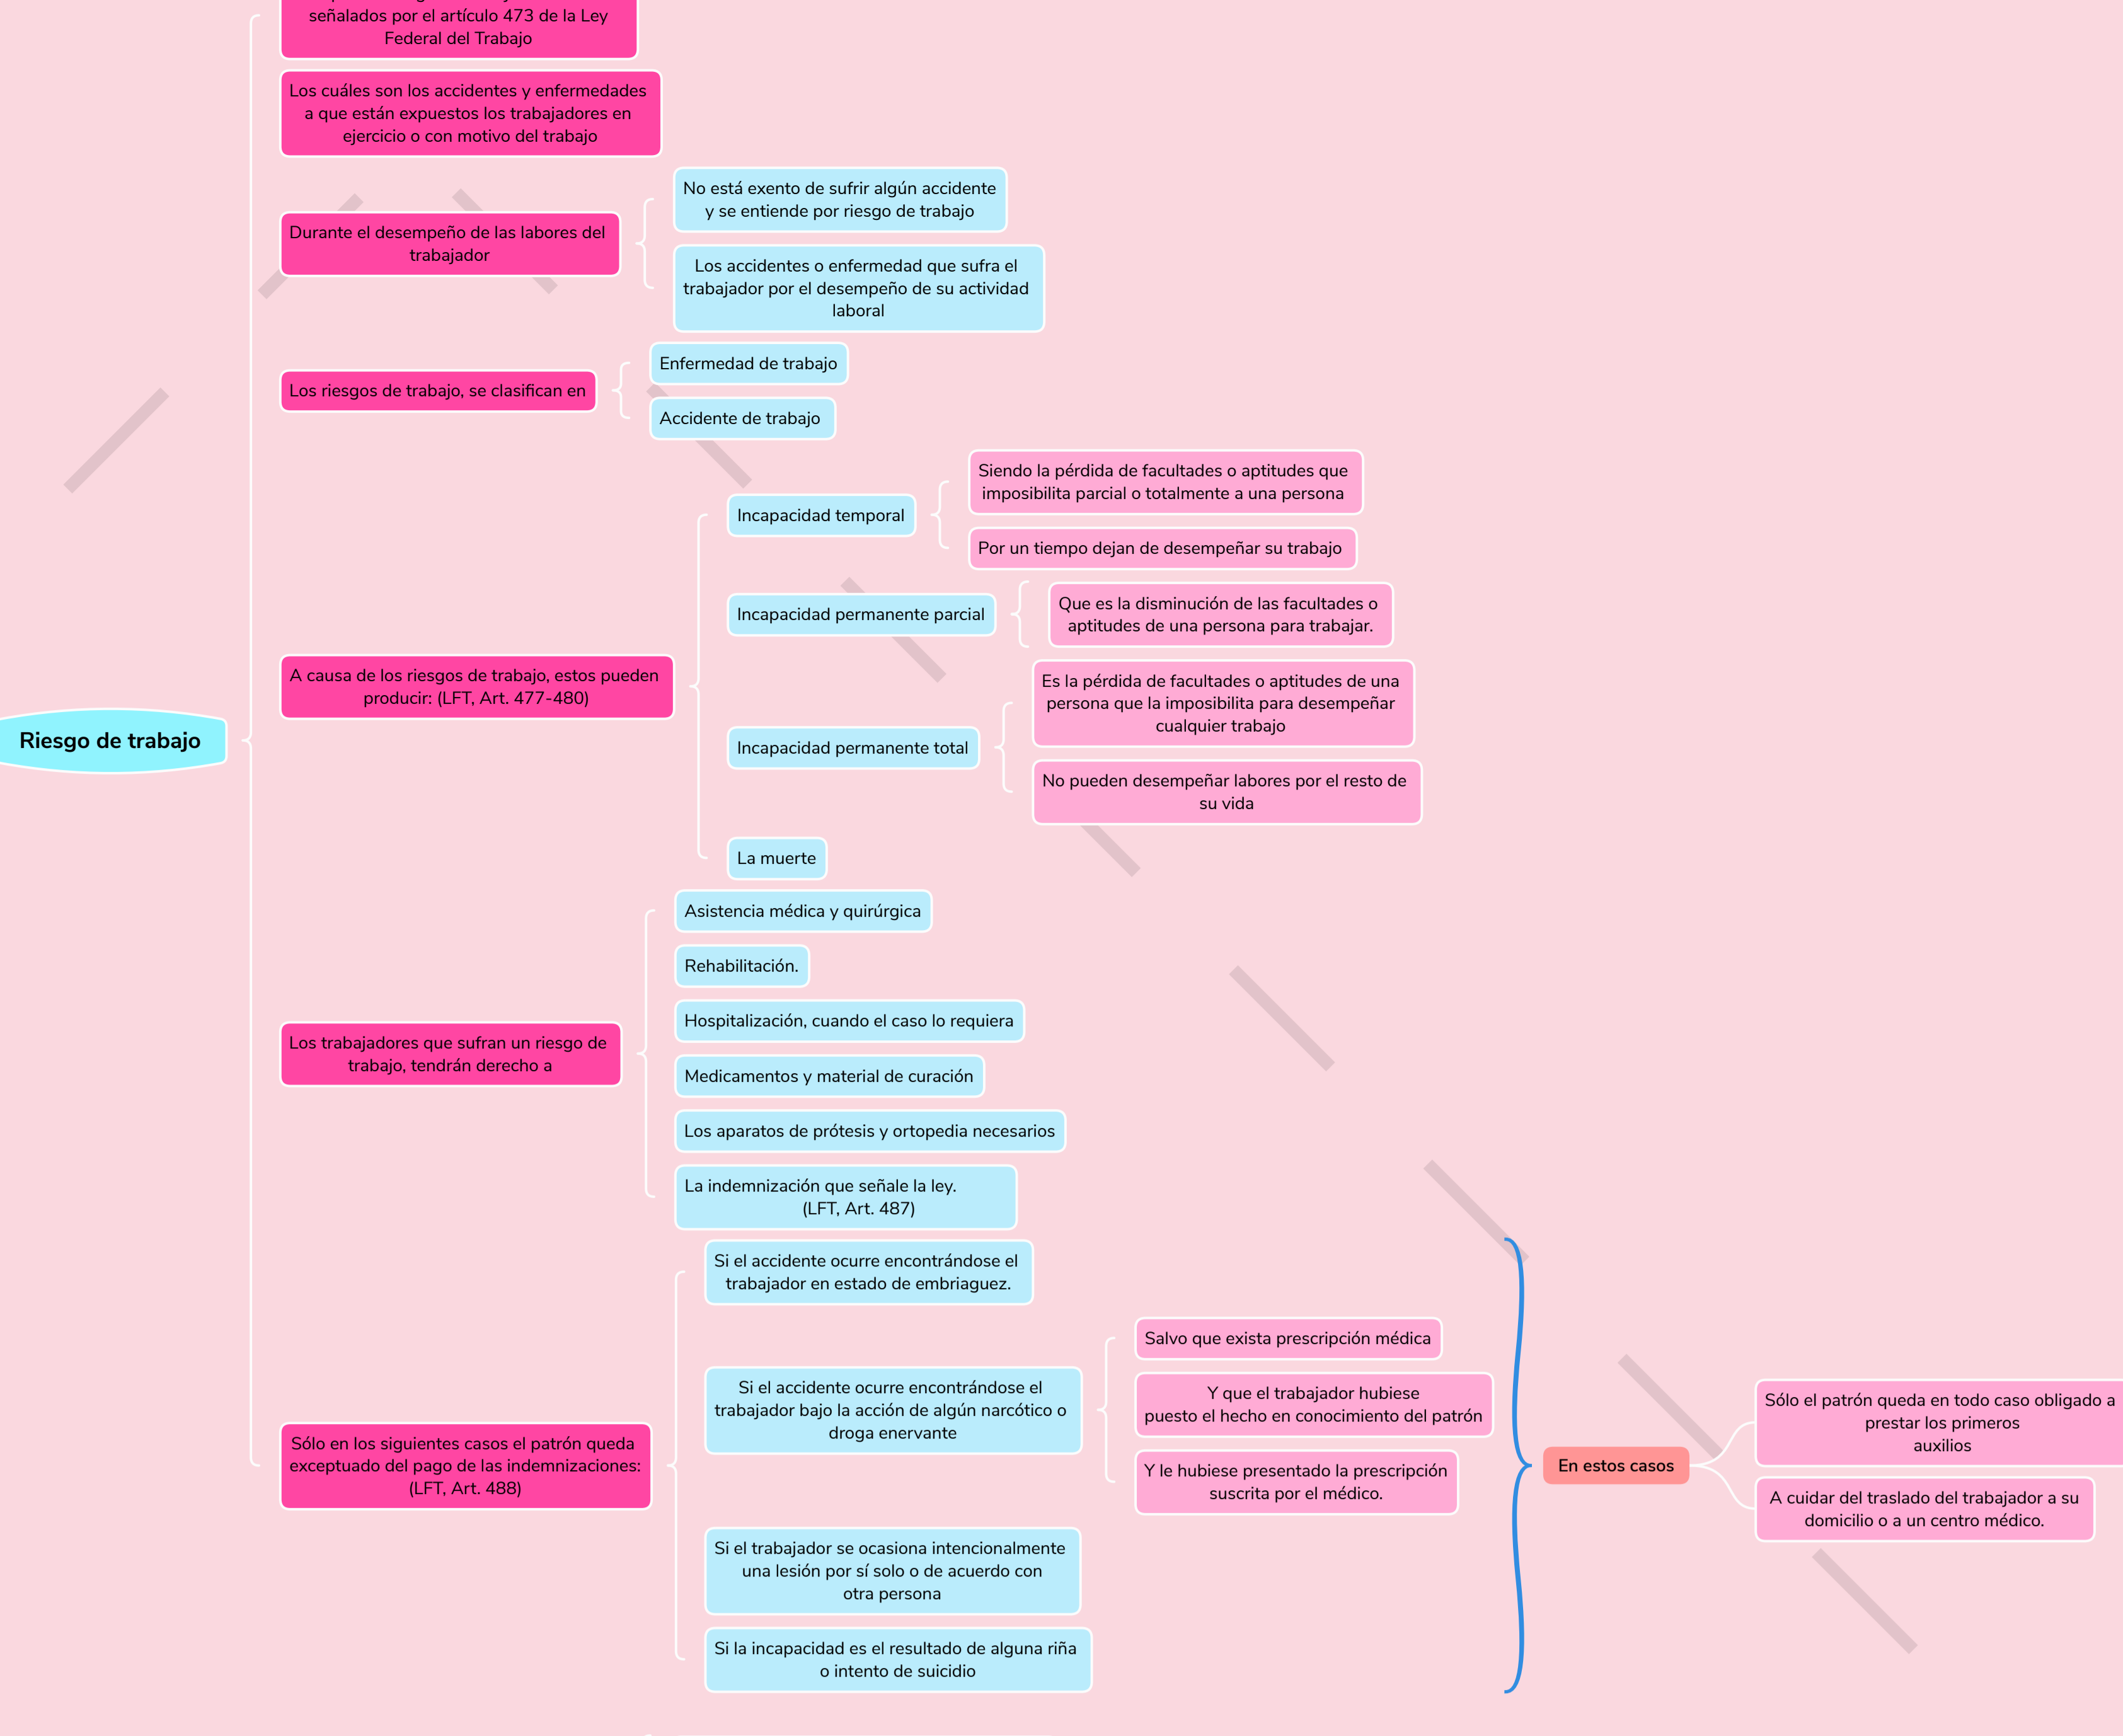 señalados por el artículo 473 de la Ley
Federal del Trabajo
Los cuáles son los accidentes y enfermedades
a que están expuestos los trabajadores en
ejercicio o con motivo del trabajo
Durante el desempeño de las labores del
trabajador
No está exento de sufrir algún accidente
y se entiende por riesgo de trabajo
Los accidentes o enfermedad que sufra el
trabajador por el desempeño de su actividad
laboral
Los riesgos de trabajo, se clasifican en
Enfermedad de trabajo
Accidente de trabajo
Riesgo de trabajo
A causa de los riesgos de trabajo, estos pueden
producir: (LFT, Art. 477-480)
Incapacidad temporal
Siendo la pérdida de facultades o aptitudes que
imposibilita parcial o totalmente a una persona
Por un tiempo dejan de desempeñar su trabajo
Incapacidad permanente parcial
Que es la disminución de las facultades o
aptitudes de una persona para trabajar.
Incapacidad permanente total
Es la pérdida de facultades o aptitudes de una
persona que la imposibilita para desempeñar
cualquier trabajo
No pueden desempeñar labores por el resto de
su vida
La muerte
Los trabajadores que sufran un riesgo de
trabajo, tendrán derecho a
Asistencia médica y quirúrgica
Rehabilitación.
Hospitalización, cuando el caso lo requiera
Medicamentos y material de curación
Los aparatos de prótesis y ortopedia necesarios
La indemnización que señale la ley.
(LFT, Art. 487)
Sólo en los siguientes casos el patrón queda
exceptuado del pago de las indemnizaciones:
(LFT, Art. 488)
Si el accidente ocurre encontrándose el
trabajador en estado de embriaguez.
Si el accidente ocurre encontrándose el
trabajador bajo la acción de algún narcótico o
droga enervante
Salvo que exista prescripción médica
Y que el trabajador hubiese
puesto el hecho en conocimiento del patrón
Y le hubiese presentado la prescripción
suscrita por el médico.
Si el trabajador se ocasiona intencionalmente
una lesión por sí solo o de acuerdo con
otra persona
Si la incapacidad es el resultado de alguna riña
o intento de suicidio
En estos casos
Sólo el patrón queda en todo caso obligado a
prestar los primeros
auxilios
A cuidar del traslado del trabajador a su
domicilio o a un centro médico.